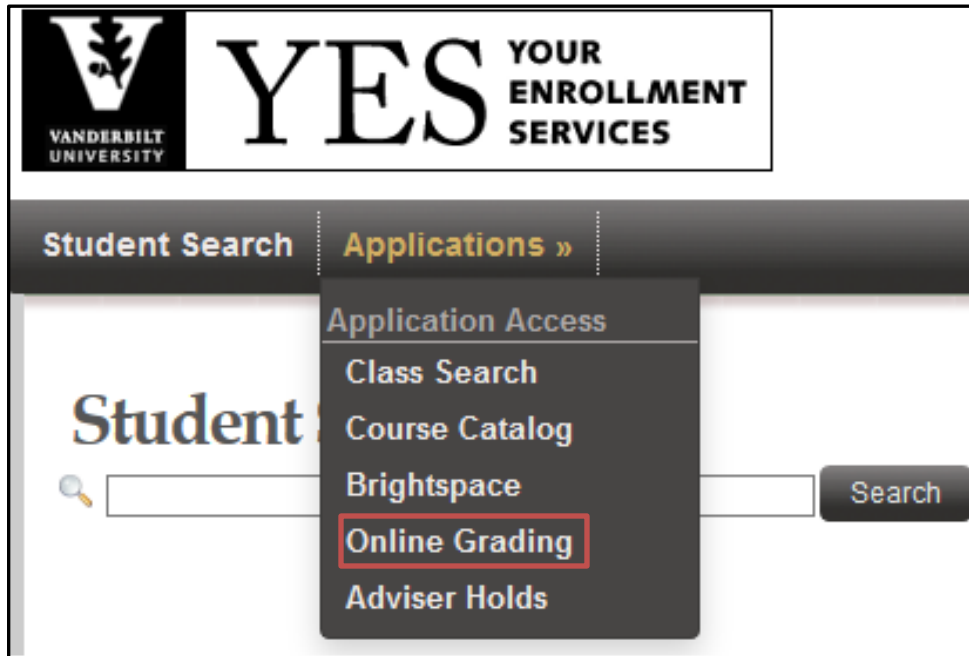 VANDERBILT
UNIVERSITY
YES
YOUR
ENROLLMENT
SERVICES
Student Search
Applications »
Application Access
Class Search
Course Catalog
Brightspace
Online Grading
Adviser Holds
Student S
Search